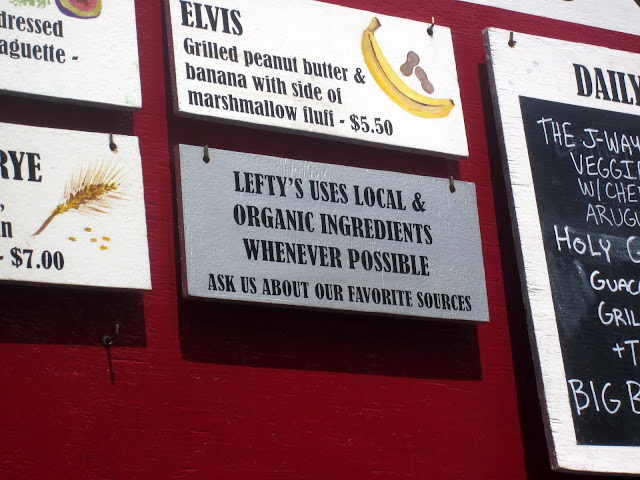 dressed
aguette -
ELVIS
Grilled peanut butter &
banana with side of
marshmallow fluff - $5.50
RYE
- $7.00
LEFTY'S USES LOCAL &
ORGANIC INGREDIENTS
WHENEVER POSSIBLE
ASK US ABOUT OUR FAVORITE SOURCES
DAILY
THE J-WAY
VEGGI
W/CHE
ARUGU
HOLY G
GUAC
GRIL
+T
BIG B